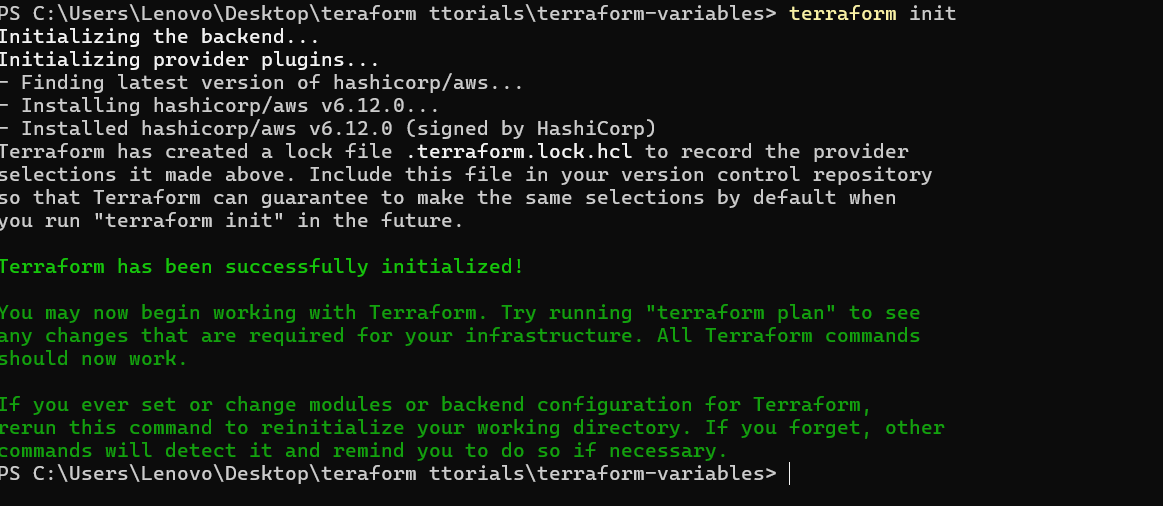 PS C:\Users\Lenovo\Desktop\teraform ttorials\terraform-variables> terraform init
Initializing the backend...
Initializing provider plugins...
- Finding latest version of hashicorp/aws...
- Installing hashicorp/aws v6.12.0...
- Installed hashicorp/aws v6.12.0 (signed by HashiCorp)
Terraform has created a lock file .terraform.lock.hcl to record the provider
selections it made above. Include this file in your version control repository
so that Terraform can guarantee to make the same selections by default when
you run "terraform init" in the future.
Terraform has been successfully initialized!
You may now begin working with Terraform. Try running "terraform plan" to see
any changes that are required for your infrastructure. All Terraform commands
should now work.
If you ever set or change modules or backend configuration for Terraform,
rerun this command to reinitialize your working directory. If you forget, other
commands will detect it and remind you to do so if necessary.
PS C:\Users\Lenovo\Desktop\teraform ttorials\terraform-variables>